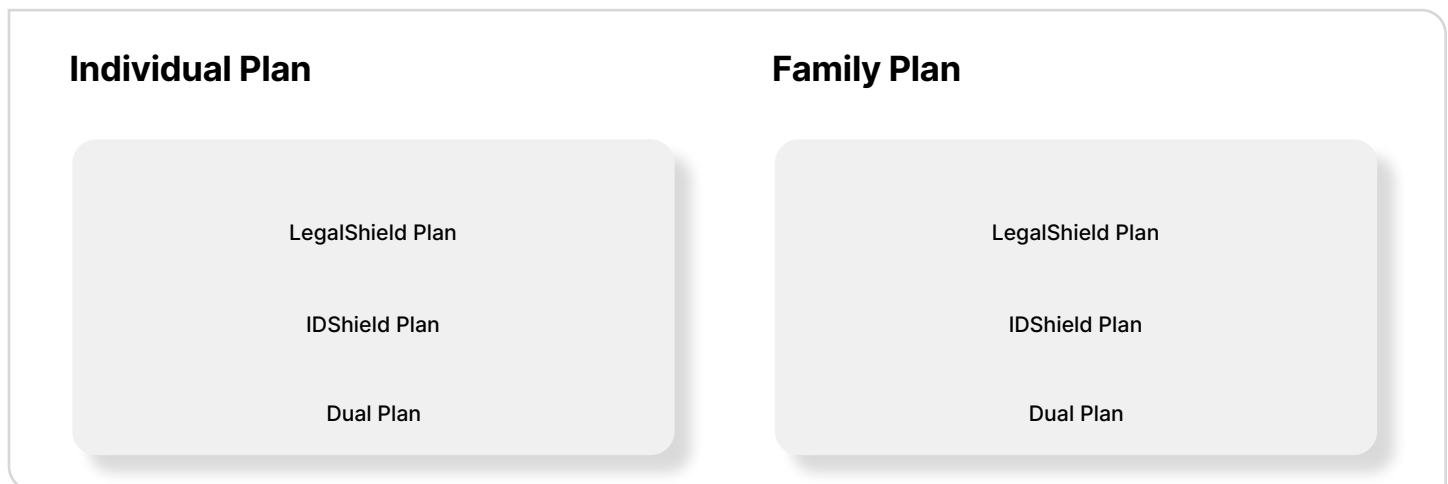 Individual Plan
LegalShield Plan
IDShield Plan
Dual Plan
Family Plan
LegalShield Plan
IDShield Plan
Dual Plan